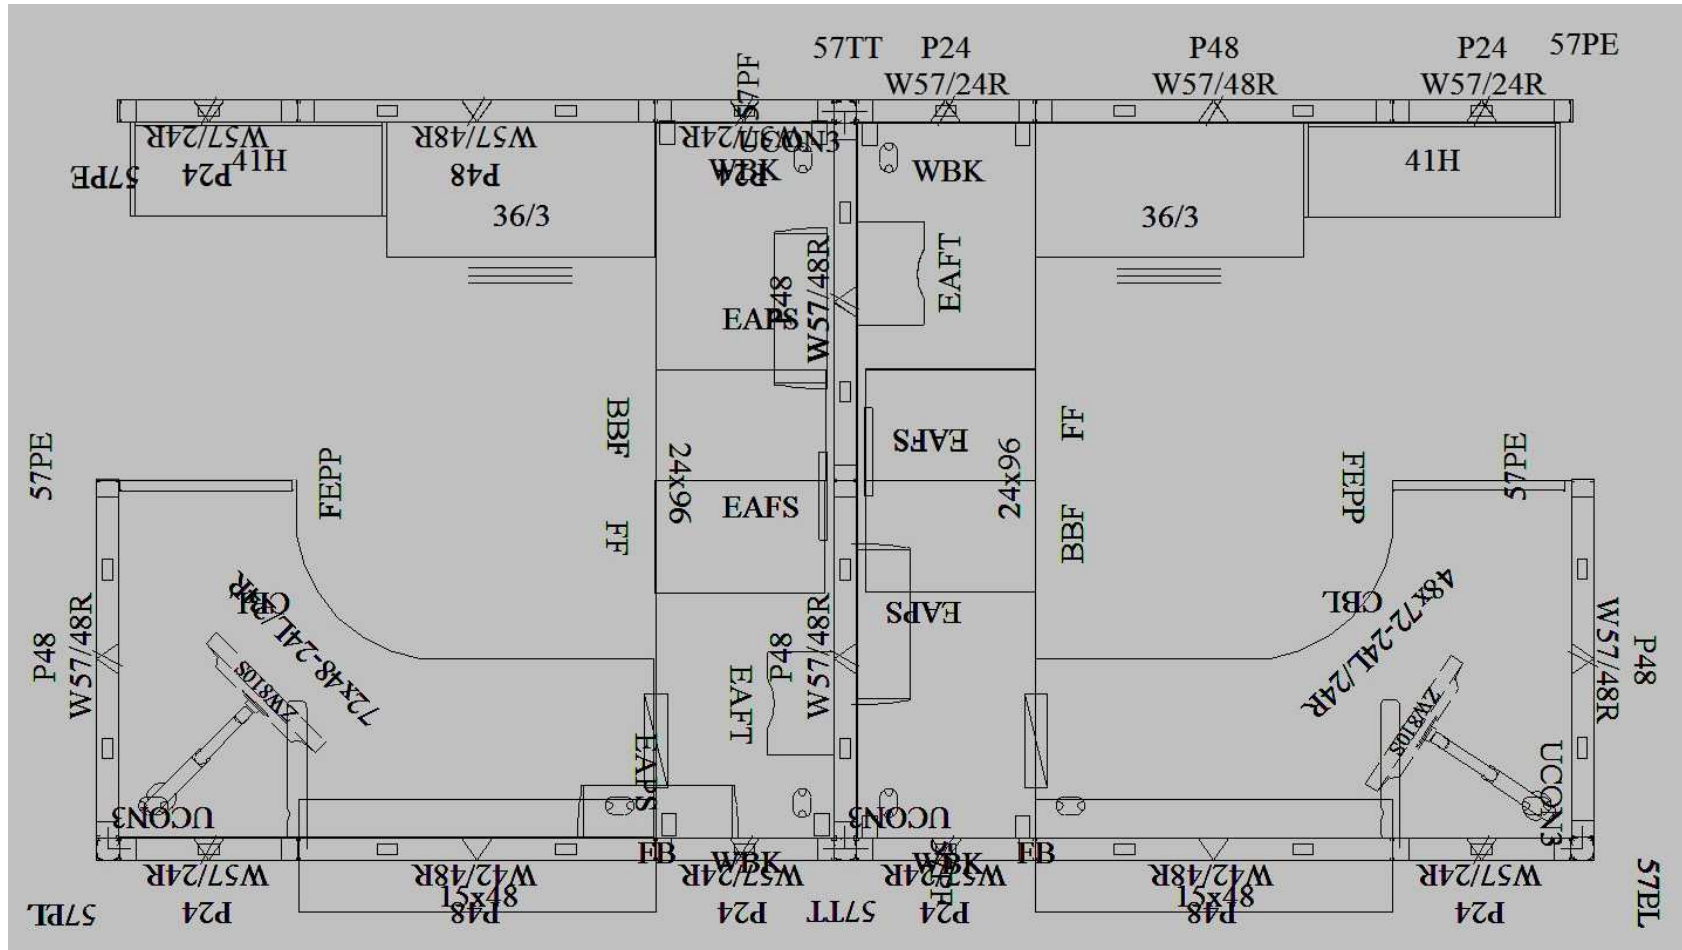 57TT
P24
P48
P24
57PE
W57/24R
W57/48R
W57/24R
57PF
W57/24R
W57/48R
W57/24R
UCON3
57PE
P24
41H
P48
P24
WBK
WBK
41H
36/3
36/3
P48
W57/48R
EAPS
EAFT
BBF
24x96
EAFS
24x96
FF
57PE
FEPP
FF
EAFS
BBF
FEPP
57PE
CBL
72x48-24L/24R
CBL
48x72-24L/24R
EAPS
P48
W57/48R
ZW810S
EAFT
P48
W57/48R
ZW810S
W57/48R
P48
EAPS
UCON3
UCON3
UCON3
FB
WBK
WBK
FB
W57/24R
W42/48R
W57/24R
W57/24R
W42/48R
W57/24R
57EL
P24
15x48
P48
P24
57TT
P24
15x48
P48
P24
57EL